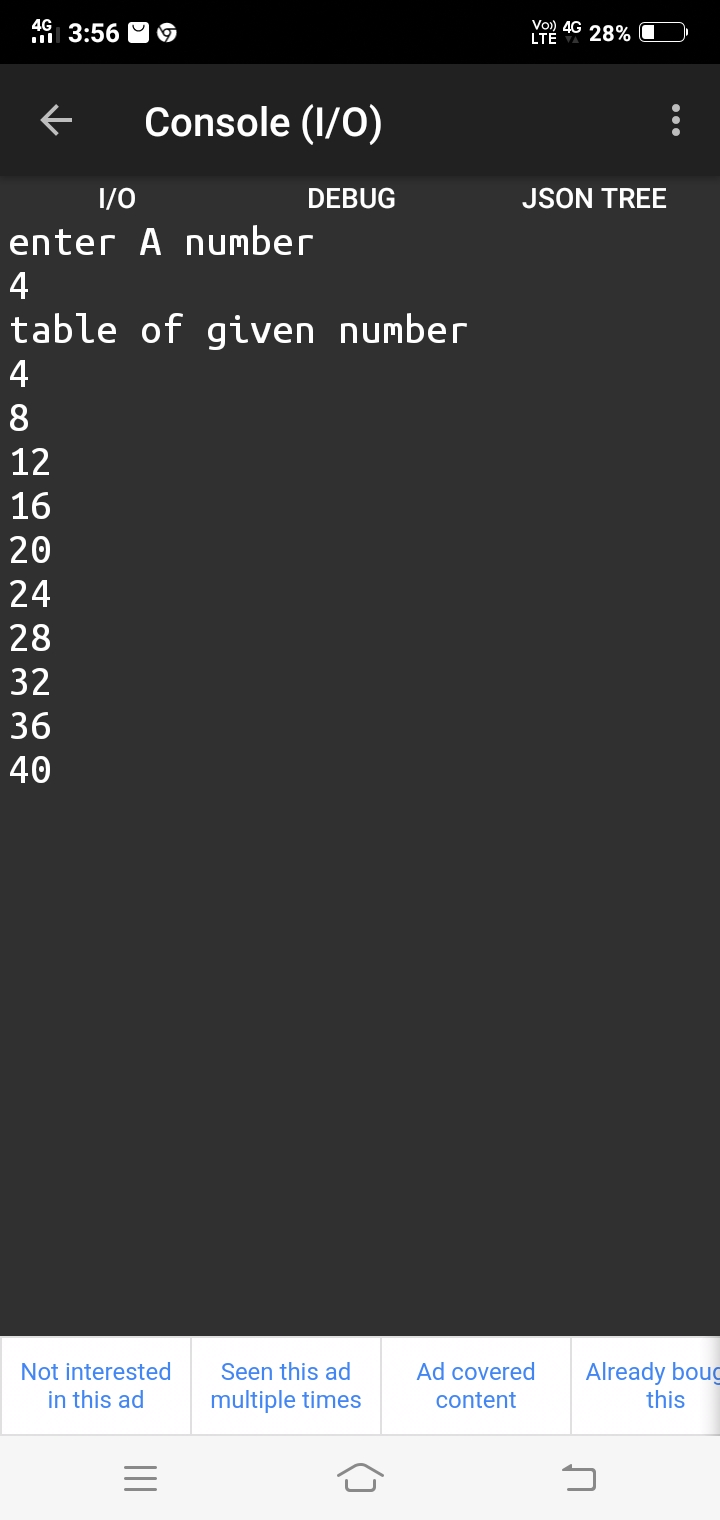 4G 3:56 Vo)) LTE 4G 28%
Console (I/O)
I/O DEBUG JSON TREE
enter A number
4
table of given number
4
8
12
16
20
24
28
32
36
40
Not interested in this ad
Seen this ad multiple times
Ad covered content
Already boug this